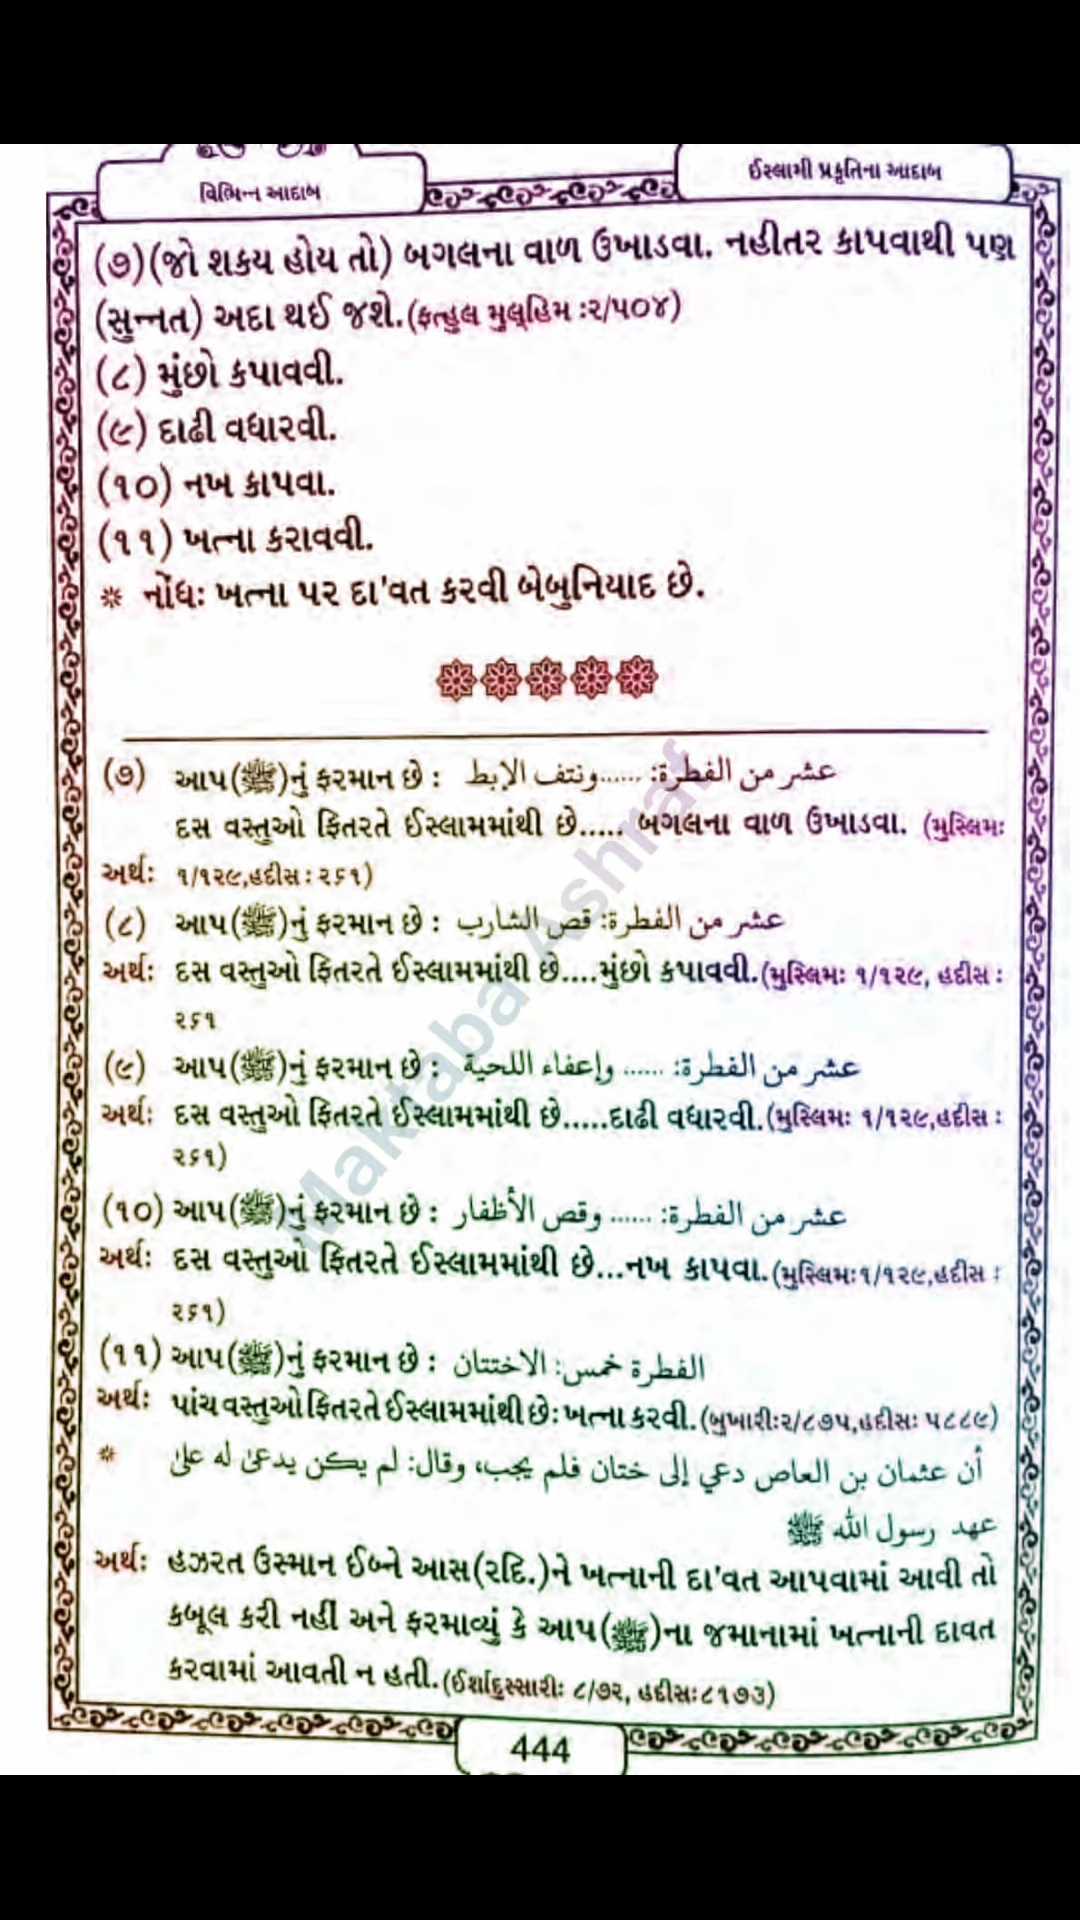 વિભિન્ન આદાબ
ઈસ્લામી પ્રકૃતિના આદાબ
(૭)(જો શકય હોય તો) બગલના વાળ ઉખાડવા. નહીતર કાપવાથી પણ
(સુન્નત) અદા થઈ જશે.(ફત્હુલ મુલ્હિમ :૨/૫૦૪)
(૮) મુંછો કપાવવી.
(૯) દાઢી વધારવી.
(૧૦) નખ કાપવા.
(૧૧) ખત્ના કરાવવી.
* નોંધઃ ખત્ના પર દા'વત કરવી બેબુનિયાદ છે.
(૭) આપ(ﷺ)નું ફરમાન છે : عشر من الفطرة: ......ونتف الإبط
દસ વસ્તુઓ ફિતરતે ઈસ્લામમાંથી છે..... બગલના વાળ ઉખાડવા. (મુસ્લિમઃ
અર્થઃ ૧/૧૨૯,હદીસ : ૨૬૧)
(૮) આપ(ﷺ)નું ફરમાન છે : عشر من الفطرة: قص الشارب
અર્થઃ દસ વસ્તુઓ ફિતરતે ઈસ્લામમાંથી છે....મુંછો કપાવવી.(મુસ્લિમઃ ૧/૧૨૯, હદીસ :
૨૬૧
(૯) આપ(ﷺ)નું ફરમાન છે : عشر من الفطرة: ...... وإعفاء اللحية
અર્થઃ દસ વસ્તુઓ ફિતરતે ઈસ્લામમાંથી છે.....દાઢી વધારવી.(મુસ્લિમઃ ૧/૧૨૯,હદીસ :
૨૬૧)
(૧૦) આપ(ﷺ)નું ફરમાન છે : عشر من الفطرة: ...... وقص الأظفار
અર્થઃ દસ વસ્તુઓ ફિતરતે ઈસ્લામમાંથી છે...નખ કાપવા.(મુસ્લિમઃ૧/૧૨૯,હદીસ :
૨૬૧)
(૧૧) આપ(ﷺ)નું ફરમાન છે : الفطرة خمس: الاختتان
અર્થઃ પાંચ વસ્તુઓ ફિતરતે ઈસ્લામમાંથી છેઃ ખત્ના કરવી.(બુખારીઃ૨/૮૭૫,હદીસઃ ૫૮૮૯)
* أن عثمان بن العاص دعي إلى ختان فلم يجب، وقال: لم يكن يدعىٰ له علىٰ
عهد رسول الله ﷺ
અર્થઃ હઝરત ઉસ્માન ઈબ્ને આસ(રદિ.)ને ખત્નાની દા'વત આપવામાં આવી તો
કબૂલ કરી નહીં અને ફરમાવ્યું કે આપ(ﷺ)ના જમાનામાં ખત્નાની દાવત
કરવામાં આવતી ન હતી.(ઈર્શાદુસ્સારીઃ ૮/૭૨, હદીસઃ૮૧૭૩)
444
Maktaba Ashraf